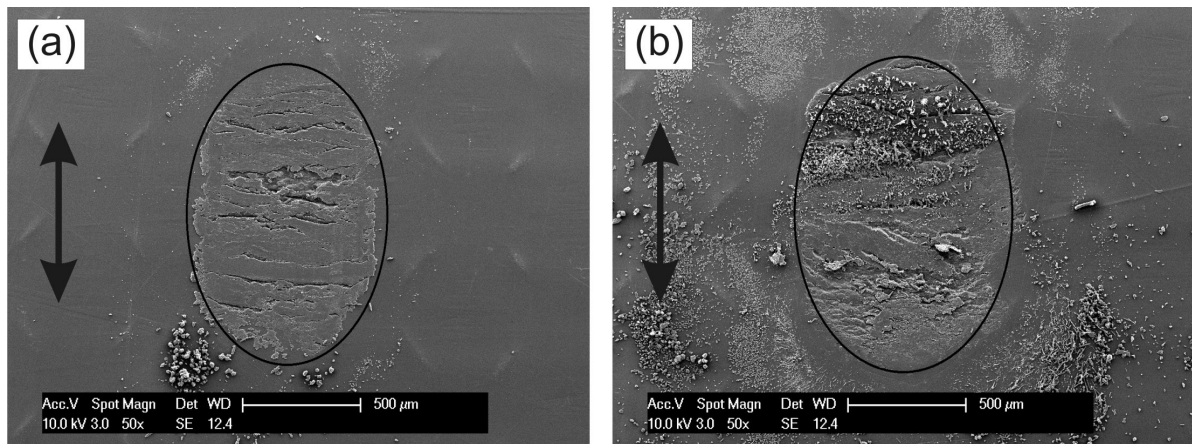 (a)
Acc.V Spot Magn Det WD 500 μm
10.0 kV 3.0 50x SE 12.4
(b)
Acc.V Spot Magn Det WD 500 μm
10.0 kV 3.0 50x SE 12.4